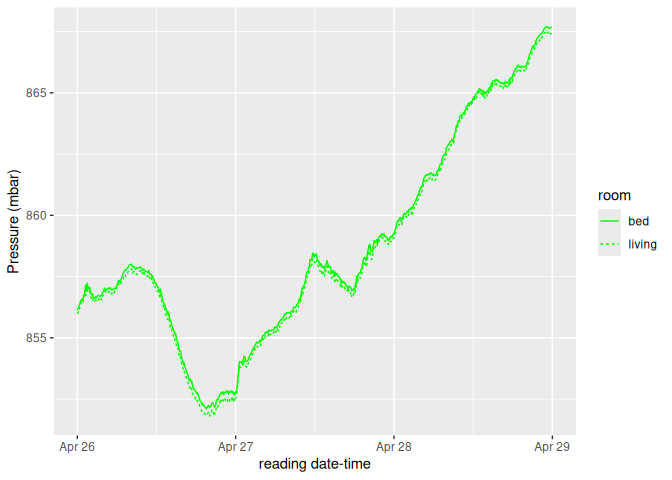 865
860
855
Pressure (mbar)
Apr 26
Apr 27
Apr 28
Apr 29
reading date-time
room
bed
living